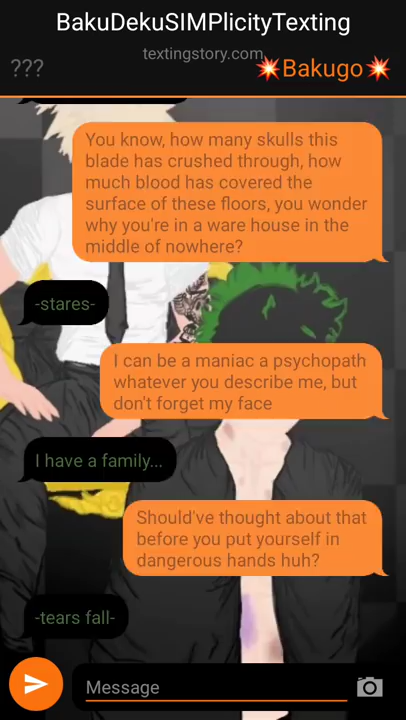 BakuDekuSIMPlicityTexting
textingstory.com
??? 💥Bakugo💥
You know, how many skulls this
blade has crushed through, how
much blood has covered the
surface of these floors, you wonder
why you're in a ware house in the
middle of nowhere?
-stares-
I can be a maniac a psychopath
whatever you describe me, but
don't forget my face
I have a family...
Should've thought about that
before you put yourself in
dangerous hands huh?
-tears fall-
Message